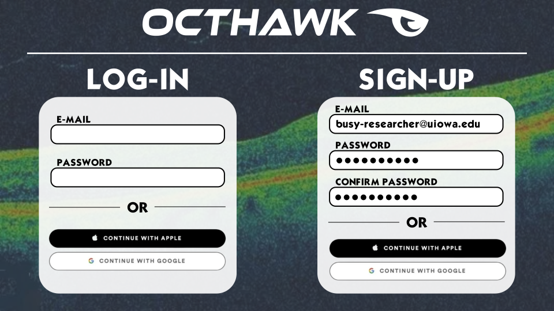 OCTHAWK
LOG-IN
E-MAIL
PASSWORD
OR
CONTINUE WITH APPLE
CONTINUE WITH GOOGLE
SIGN-UP
E-MAIL
busy-researcher@uiowa.edu
PASSWORD
●●●●●●●●●●
CONFIRM PASSWORD
●●●●●●●●●●
OR
CONTINUE WITH APPLE
CONTINUE WITH GOOGLE